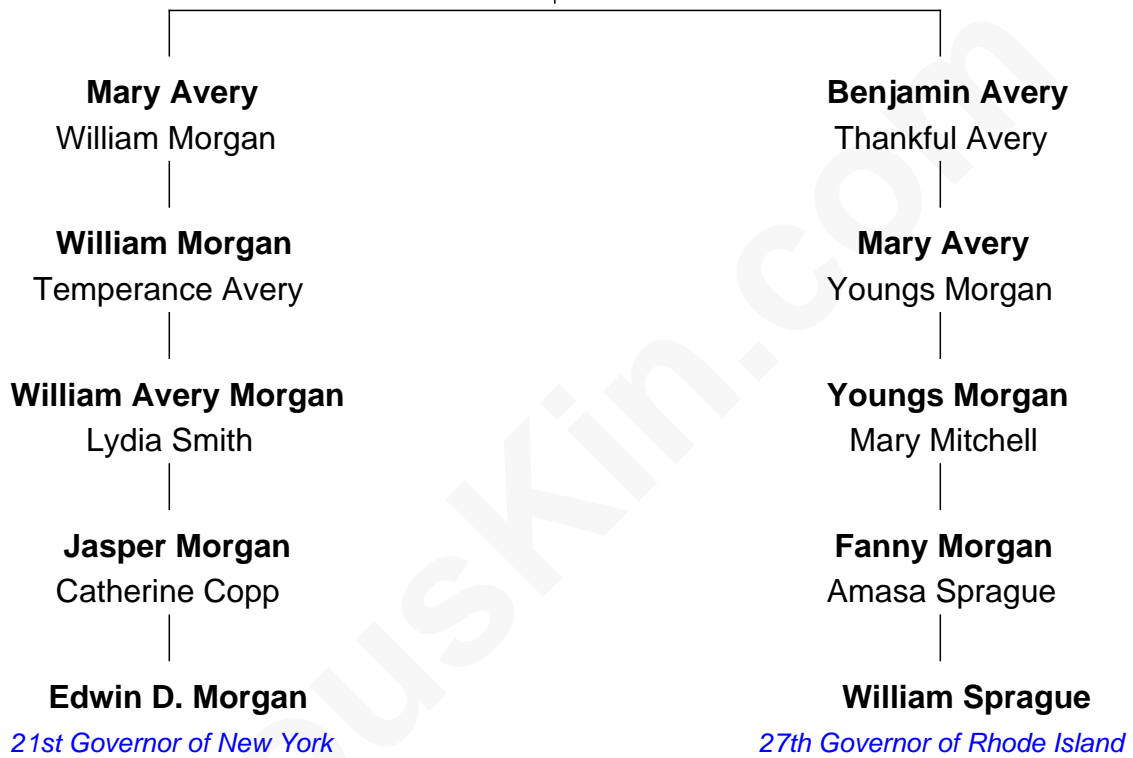 Mary Avery
William Morgan
Benjamin Avery
Thankful Avery
William Morgan
Temperance Avery
Mary Avery
Youngs Morgan
William Avery Morgan
Lydia Smith
Youngs Morgan
Mary Mitchell
Jasper Morgan
Catherine Copp
Fanny Morgan
Amasa Sprague
Edwin D. Morgan
21st Governor of New York
William Sprague
27th Governor of Rhode Island
usKin.com